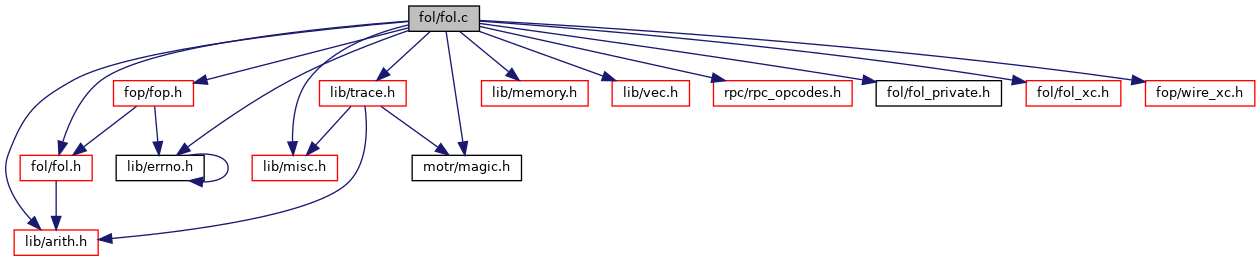 fol/fol.c
fop/fop.h
lib/trace.h
lib/memory.h
lib/vec.h
rpc/rpc_opcodes.h
fol/fol_private.h
fol/fol_xc.h
fop/wire_xc.h
fol/fol.h
lib/errno.h
lib/misc.h
motr/magic.h
lib/arith.h